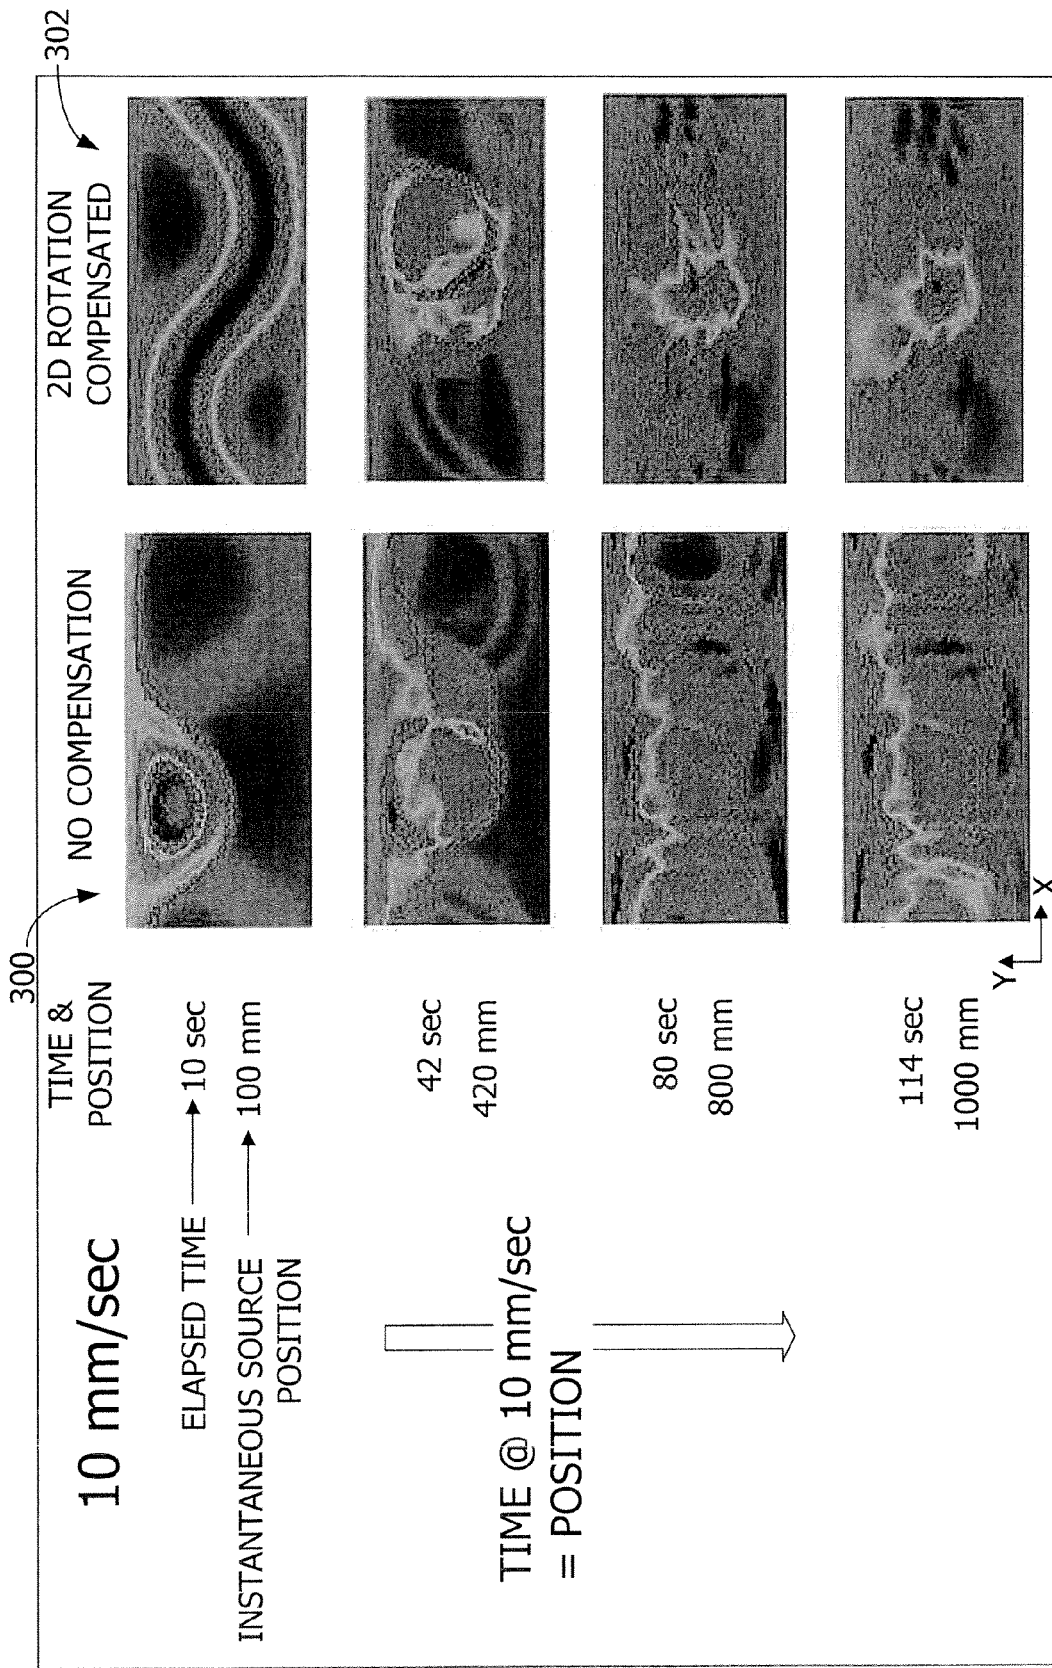 10 mm/sec
TIME &
POSITION
300
NO COMPENSATION
2D ROTATION
COMPENSATED
302
ELAPSED TIME
10 sec
INSTANTANEOUS SOURCE
POSITION
100 mm
42 sec
420 mm
TIME @ 10 mm/sec
= POSITION
80 sec
800 mm
114 sec
1000 mm
Y
X